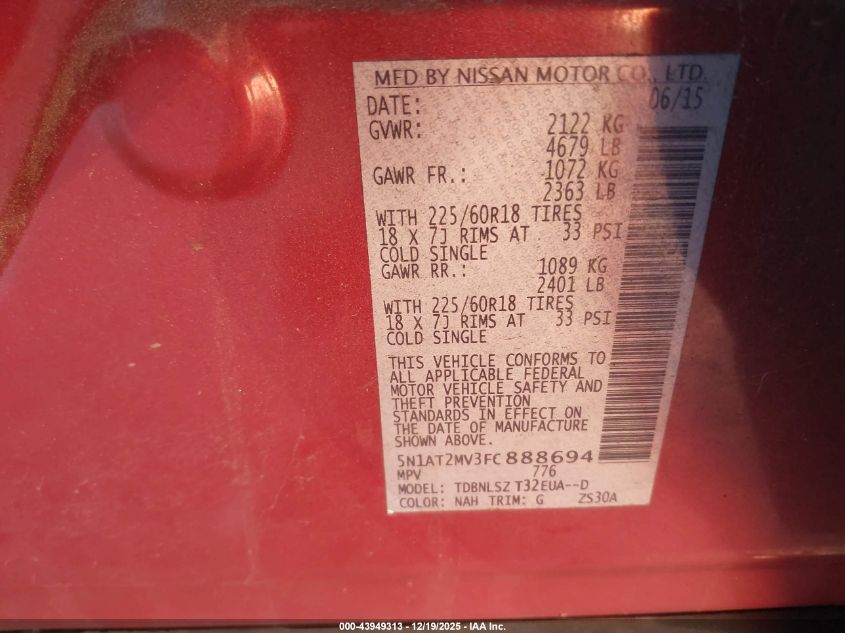 MFD BY NISSAN MOTOR CO., LTD.
DATE: 06/15
GVWR: 2122 KG
4679 LB
GAWR FR.: 1072 KG
2363 LB
WITH 225/60R18 TIRES
18 X 7J RIMS AT 33 PSI
COLD SINGLE
GAWR RR.: 1089 KG
2401 LB
WITH 225/60R18 TIRES
18 X 7J RIMS AT 33 PSI
COLD SINGLE
THIS VEHICLE CONFORMS TO
ALL APPLICABLE FEDERAL
MOTOR VEHICLE SAFETY AND
THEFT PREVENTION
STANDARDS IN EFFECT ON
THE DATE OF MANUFACTURE
SHOWN ABOVE.
5N1AT2MV3FC888694
MPV 776
MODEL: TDBNLSZ T32EUA--D
COLOR: NAH TRIM: G ZS30A
000-43949313 - 12/19/2025 - IAA Inc.